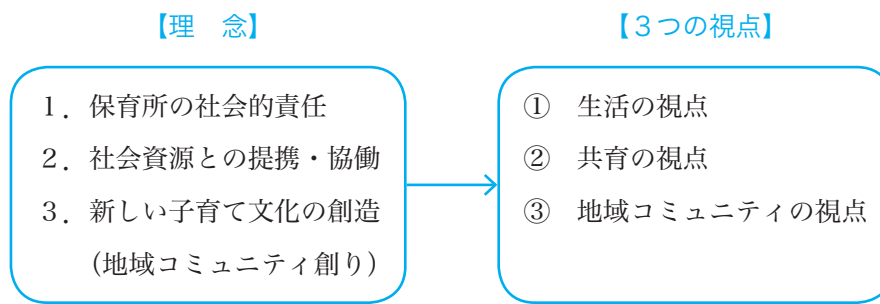 【理　念】
１．保育所の社会的責任
２．社会資源との提携・協働
３．新しい子育て文化の創造
（地域コミュニティ創り）
【３つの視点】
①　生活の視点
②　共育の視点
③　地域コミュニティの視点